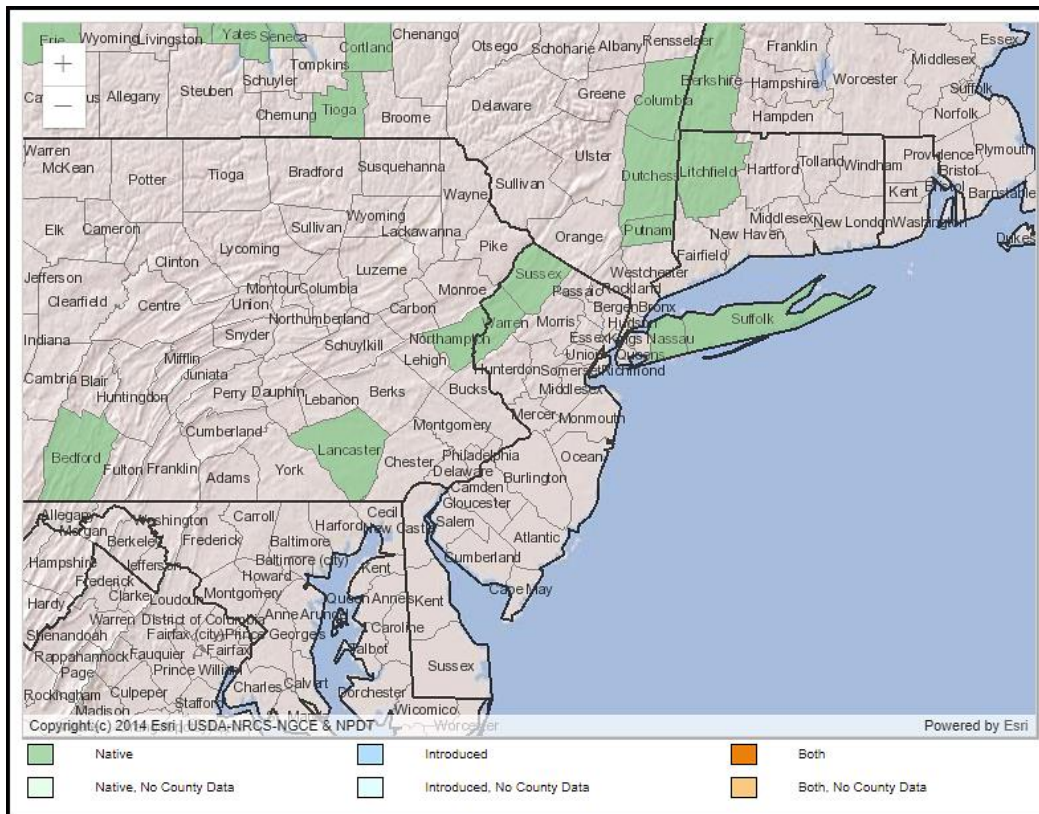 Erie Wyoming Livingston Yates Seneca Cortland Chenango Otsego Schoharie Albany Rensselaer Franklin Essex
Tompkins Berkshire Hampshire Worcester Middlesex
+ Schuyler Greene Columbia Suffolk
− Allegany Steuben Chemung Tioga Broome Delaware Hampden Norfolk
Warren McKean Tioga Bradford Susquehanna Ulster Dutchess Litchfield Hartford Tolland Windham Providence Plymouth
Potter Wayne Sullivan Kent Bristol Bristol Barnstable
Elk Cameron Sullivan Wyoming Lackawanna Orange Putnam Middlesex New London Washington
Lycoming Pike New Haven Dukes
Jefferson Clinton Luzerne Sussex Westchester Fairfield
Clearfield Centre Union Montour Columbia Carbon Monroe Passaic Rockland
Northumberland Bergen Bronx
Indiana Snyder Schuylkill Northampton Warren Morris Hudson Suffolk
Mifflin Lehigh Essex Kings Nassau
Cambria Blair Juniata Hunterdon Union Queens
Huntingdon Perry Dauphin Lebanon Berks Bucks Somerset Richmond
Middlesex
Cumberland Montgomery Mercer Monmouth
Bedford Fulton Franklin Adams York Lancaster Chester Philadelphia Ocean
Delaware Burlington
Camden
Allegany Washington Carroll Harford Cecil New Castle Gloucester
Morgan Berkeley Frederick Baltimore Salem Atlantic
Hampshire Jefferson Baltimore (city) Kent Cumberland
Frederick Howard
Hardy Clarke Loudoun Montgomery Queen Anne's Kent Cape May
Warren District of Columbia Anne Arundel
Shenandoah Fairfax (city) Prince George's Caroline
Rappahannock Fauquier Fairfax Talbot
Page Prince William Sussex
Rockingham Culpeper Charles Calvert Dorchester
Madison Stafford Wicomico
Copyright:(c) 2014 Esri | USDA-NRCS-NGCE & NPDT Worcester Powered by Esri
Native Introduced Both
Native, No County Data Introduced, No County Data Both, No County Data